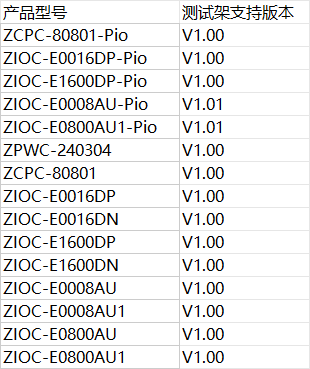 产品型号 测试架支持版本
ZCPC-80801-Pio V1.00
ZIOC-E0016DP-Pio V1.00
ZIOC-E1600DP-Pio V1.00
ZIOC-E0008AU-Pio V1.01
ZIOC-E0800AU1-Pio V1.01
ZPWC-240304 V1.00
ZCPC-80801 V1.00
ZIOC-E0016DP V1.00
ZIOC-E0016DN V1.00
ZIOC-E1600DP V1.00
ZIOC-E1600DN V1.00
ZIOC-E0008AU V1.00
ZIOC-E0008AU1 V1.00
ZIOC-E0800AU V1.00
ZIOC-E0800AU1 V1.00